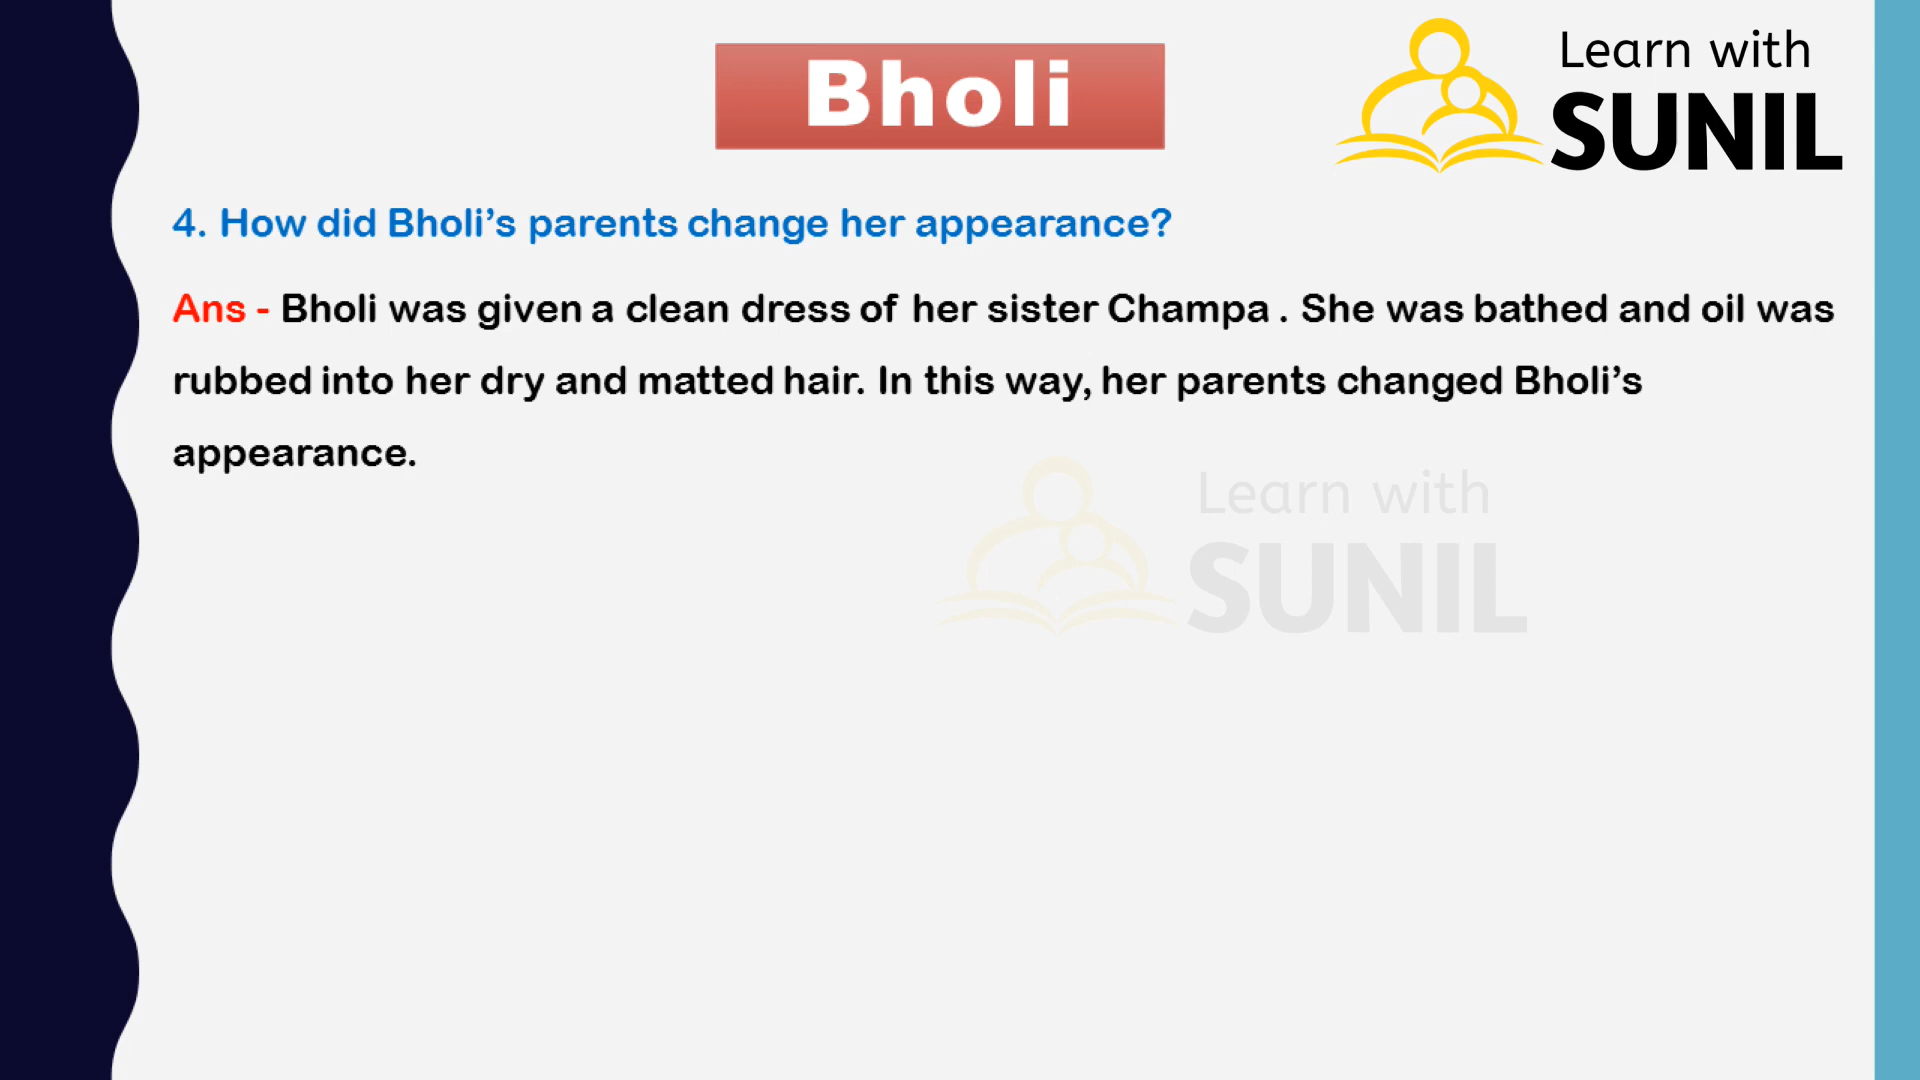 Bholi
Learn with
SUNIL
4. How did Bholi’s parents change her appearance?
Ans - Bholi was given a clean dress of her sister Champa . She was bathed and oil was
rubbed into her dry and matted hair. In this way, her parents changed Bholi’s
appearance.
Learn with
SUNIL